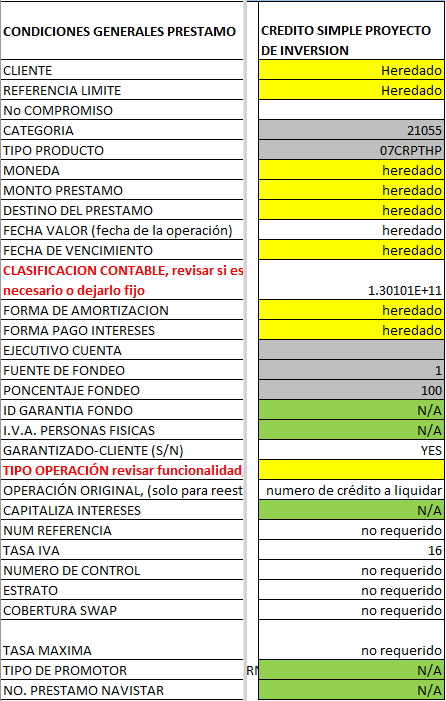 CONDICIONES GENERALES PRESTAMO CREDITO SIMPLE PROYECTO
DE INVERSION
CLIENTE Heredado
REFERENCIA LIMITE Heredado
No COMPROMISO
CATEGORIA 21055
TIPO PRODUCTO 07CRPTHP
MONEDA heredado
MONTO PRESTAMO heredado
DESTINO DEL PRESTAMO heredado
FECHA VALOR (fecha de la operación) heredado
FECHA DE VENCIMIENTO heredado
CLASIFICACION CONTABLE, revisar si es
necesario o dejarlo fijo 1.30101E+11
FORMA DE AMORTIZACION heredado
FORMA PAGO INTERESES heredado
EJECUTIVO CUENTA
FUENTE DE FONDEO 1
PONCENTAJE FONDEO 100
ID GARANTIA FONDO N/A
I.V.A. PERSONAS FISICAS N/A
GARANTIZADO-CLIENTE (S/N) YES
TIPO OPERACIÓN revisar funcionalidad
OPERACIÓN ORIGINAL, (solo para reest numero de crédito a liquidar
CAPITALIZA INTERESES N/A
NUM REFERENCIA no requerido
TASA IVA 16
NUMERO DE CONTROL no requerido
ESTRATO no requerido
COBERTURA SWAP no requerido
TASA MAXIMA no requerido
TIPO DE PROMOTOR N/A
NO. PRESTAMO NAVISTAR N/A